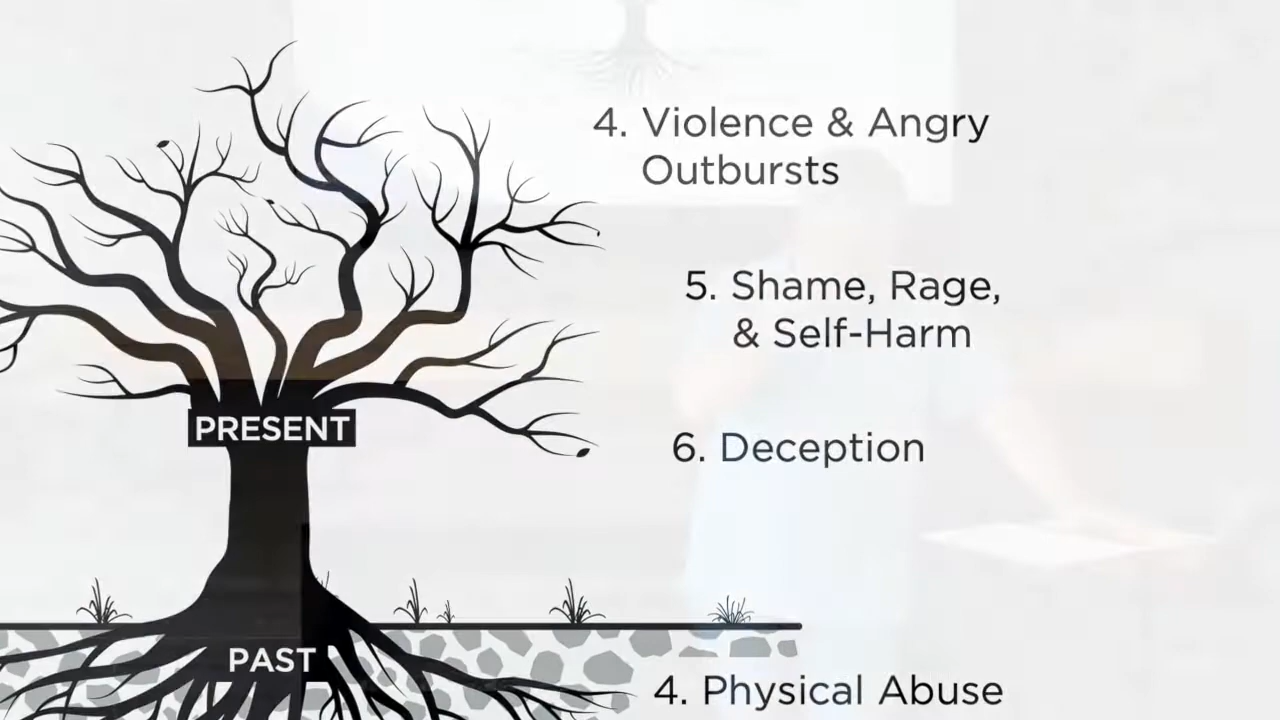 4. Violence & Angry
Outbursts
5. Shame, Rage,
& Self-Harm
6. Deception
PRESENT
PAST
4. Physical Abuse